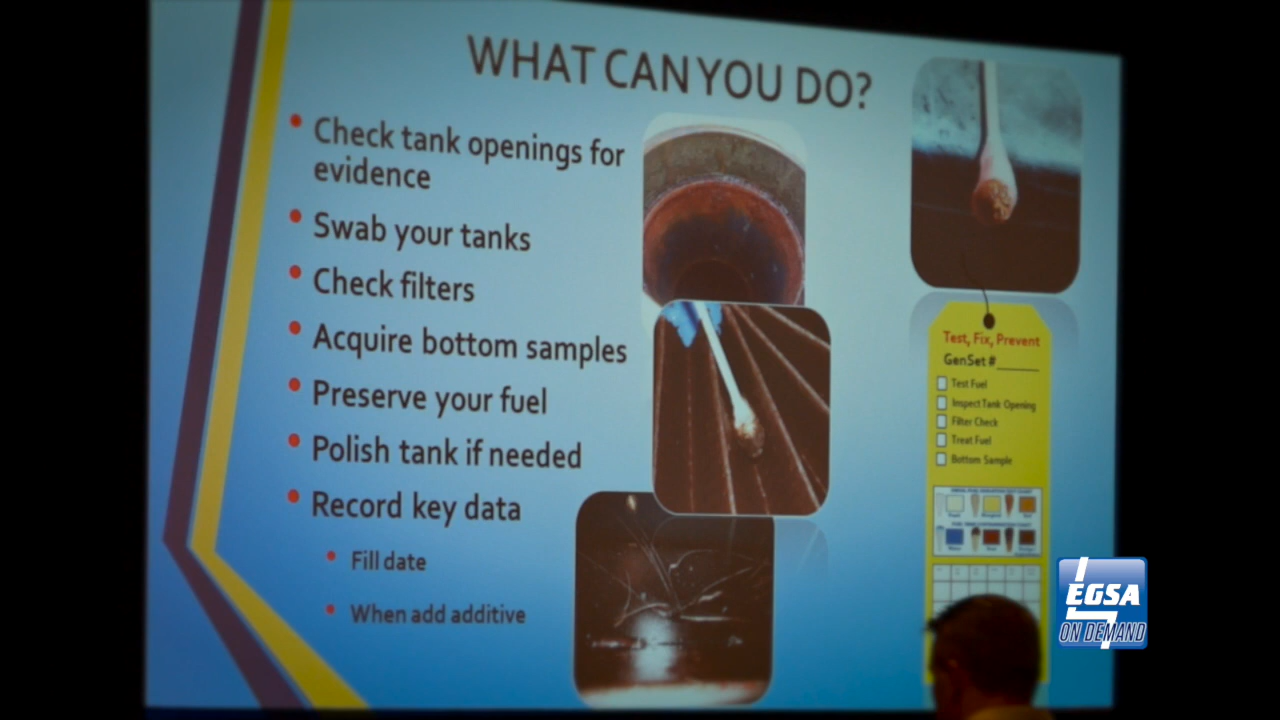 WHAT CAN YOU DO?
Check tank openings for
evidence
Swab your tanks
Check filters
Acquire bottom samples
Preserve your fuel
Polish tank if needed
Record key data
Fill date
When add additive
Test, Fix, Prevent
GenSet #______
Test Fuel
Inspect Tank Opening
Filter Check
Treat Fuel
Bottom Sample
EGSA
ON DEMAND